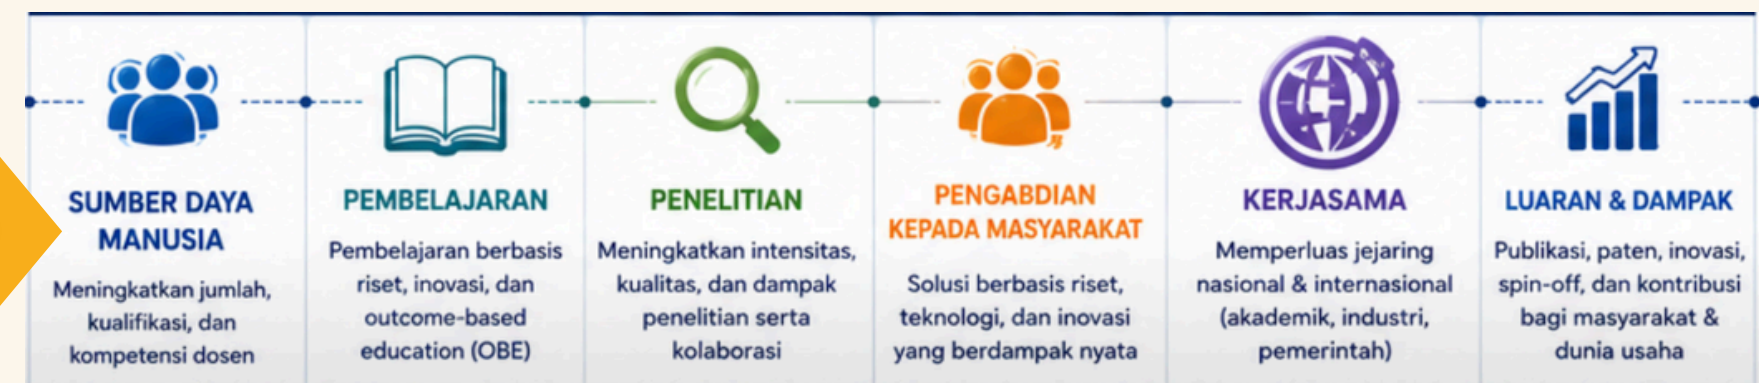 SUMBER DAYA
MANUSIA
Meningkatkan jumlah,
kualifikasi, dan
kompetensi dosen
PEMBELAJARAN
Pembelajaran berbasis
riset, inovasi, dan
outcome-based
education (OBE)
PENELITIAN
Meningkatkan intensitas,
kualitas, dan dampak
penelitian serta
kolaborasi
PENGABDIAN
KEPADA MASYARAKAT
Solusi berbasis riset,
teknologi, dan inovasi
yang berdampak nyata
KERJASAMA
Memperluas jejaring
nasional & internasional
(akademik, industri,
pemerintah)
LUARAN & DAMPAK
Publikasi, paten, inovasi,
spin-off, dan kontribusi
bagi masyarakat &
dunia usaha